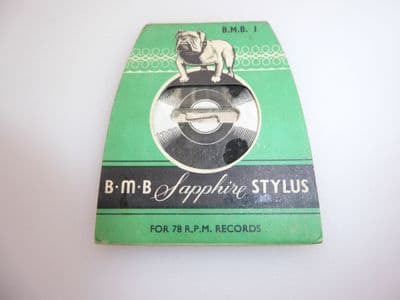 B.M.B. 1
B·M·B Sapphire STYLUS
FOR 78 R.P.M. RECORDS